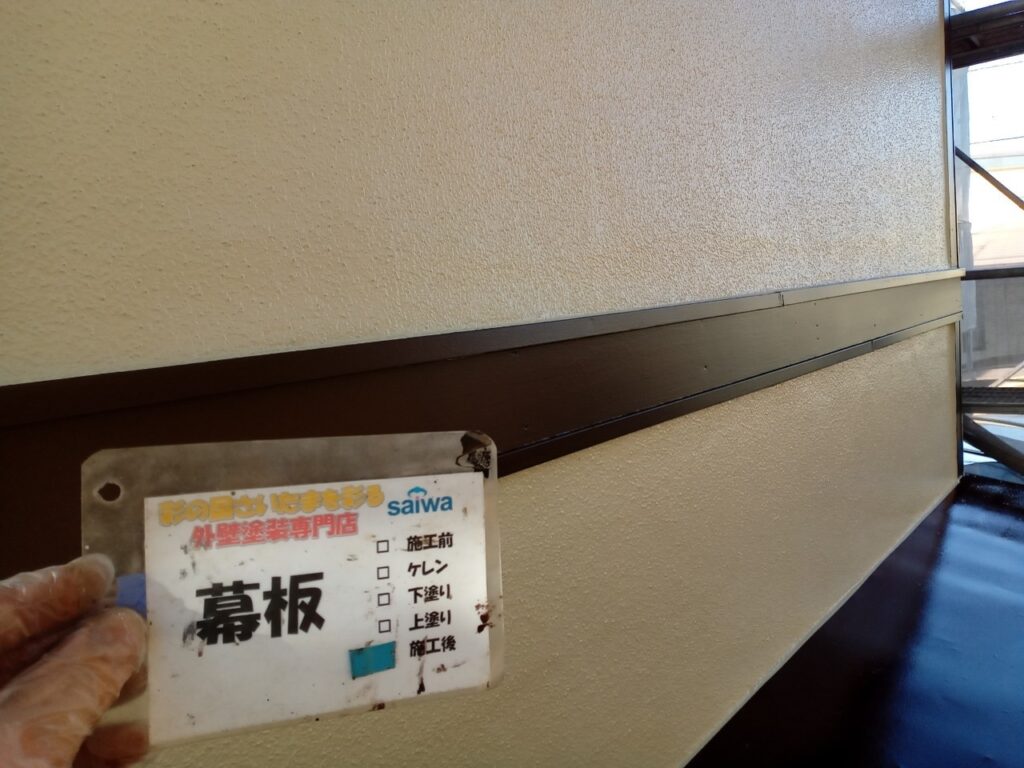 彩の国さいたまを彩る
saiwa
外壁塗装専門店
幕板
□ 施工前
□ ケレン
□ 下塗り
□ 上塗り
施工後